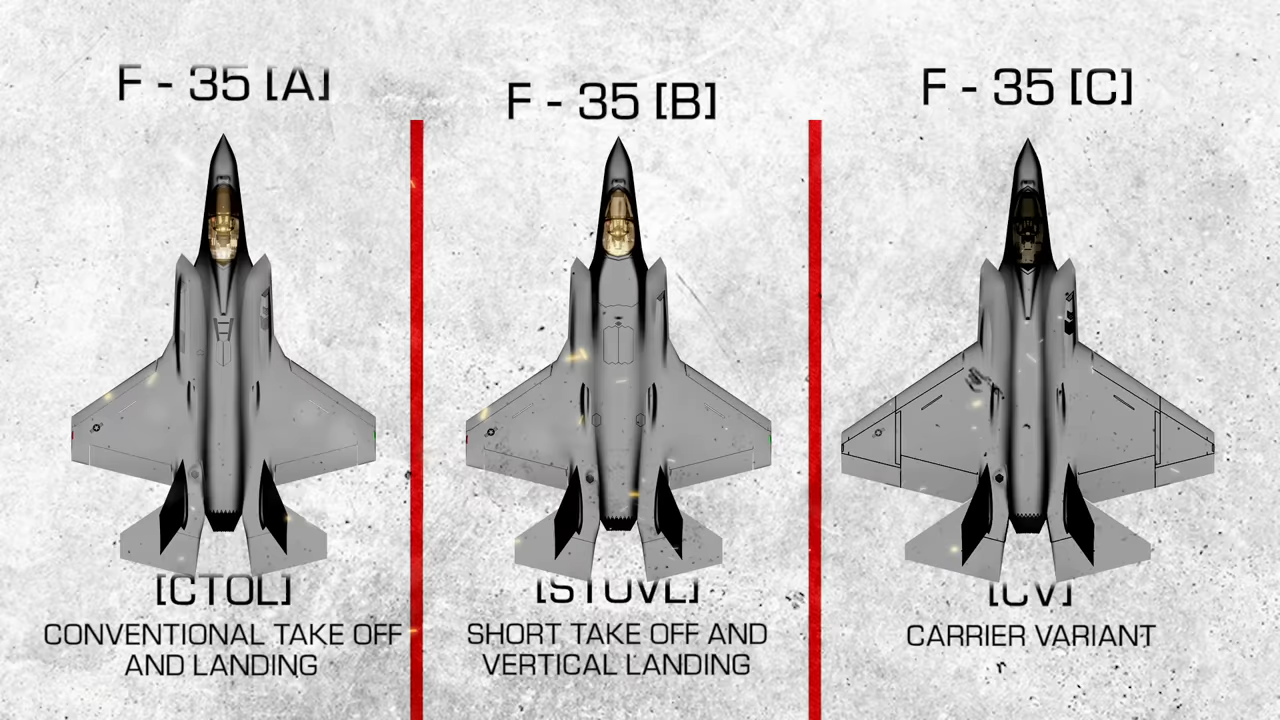 F - 35 [A]
[CTOL]
CONVENTIONAL TAKE OFF
AND LANDING
F - 35 [B]
[STOVL]
SHORT TAKE OFF AND
VERTICAL LANDING
F - 35 [C]
[CV]
CARRIER VARIANT